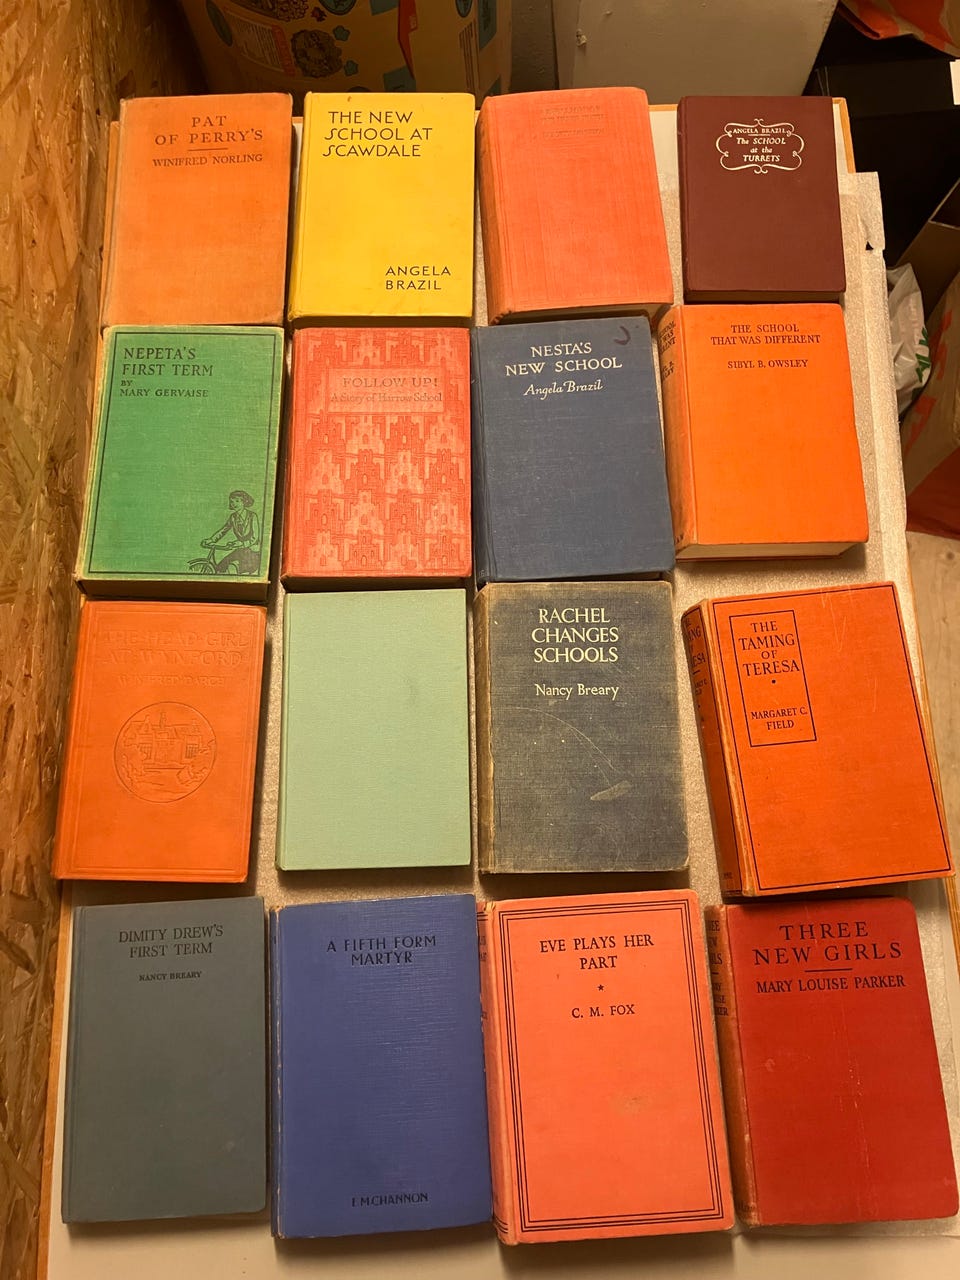 PAT
OF PERRY'S
WINIFRED NORLING
THE NEW
SCHOOL AT
SCAWDALE
ANGELA
BRAZIL
ANGELA BRAZIL
The SCHOOL
at the
TURRETS
NEPETA'S
FIRST TERM
BY
MARY GERVAISE
FOLLOW UP!
A Story of Harrow School
NESTA'S
NEW SCHOOL
Angela Brazil
THE SCHOOL
THAT WAS DIFFERENT
SIBYL B. OWSLEY
THE HEAD GIRL
AT WYNFORD
WINIFRED DARCH
RACHEL
CHANGES
SCHOOLS
Nancy Breary
THE
TAMING
OF
TERESA
MARGARET C.
FIELD
DIMITY DREW'S
FIRST TERM
NANCY BREARY
A FIFTH FORM
MARTYR
E.M.CHANNON
EVE PLAYS HER
PART
C. M. FOX
THREE
NEW GIRLS
MARY LOUISE PARKER